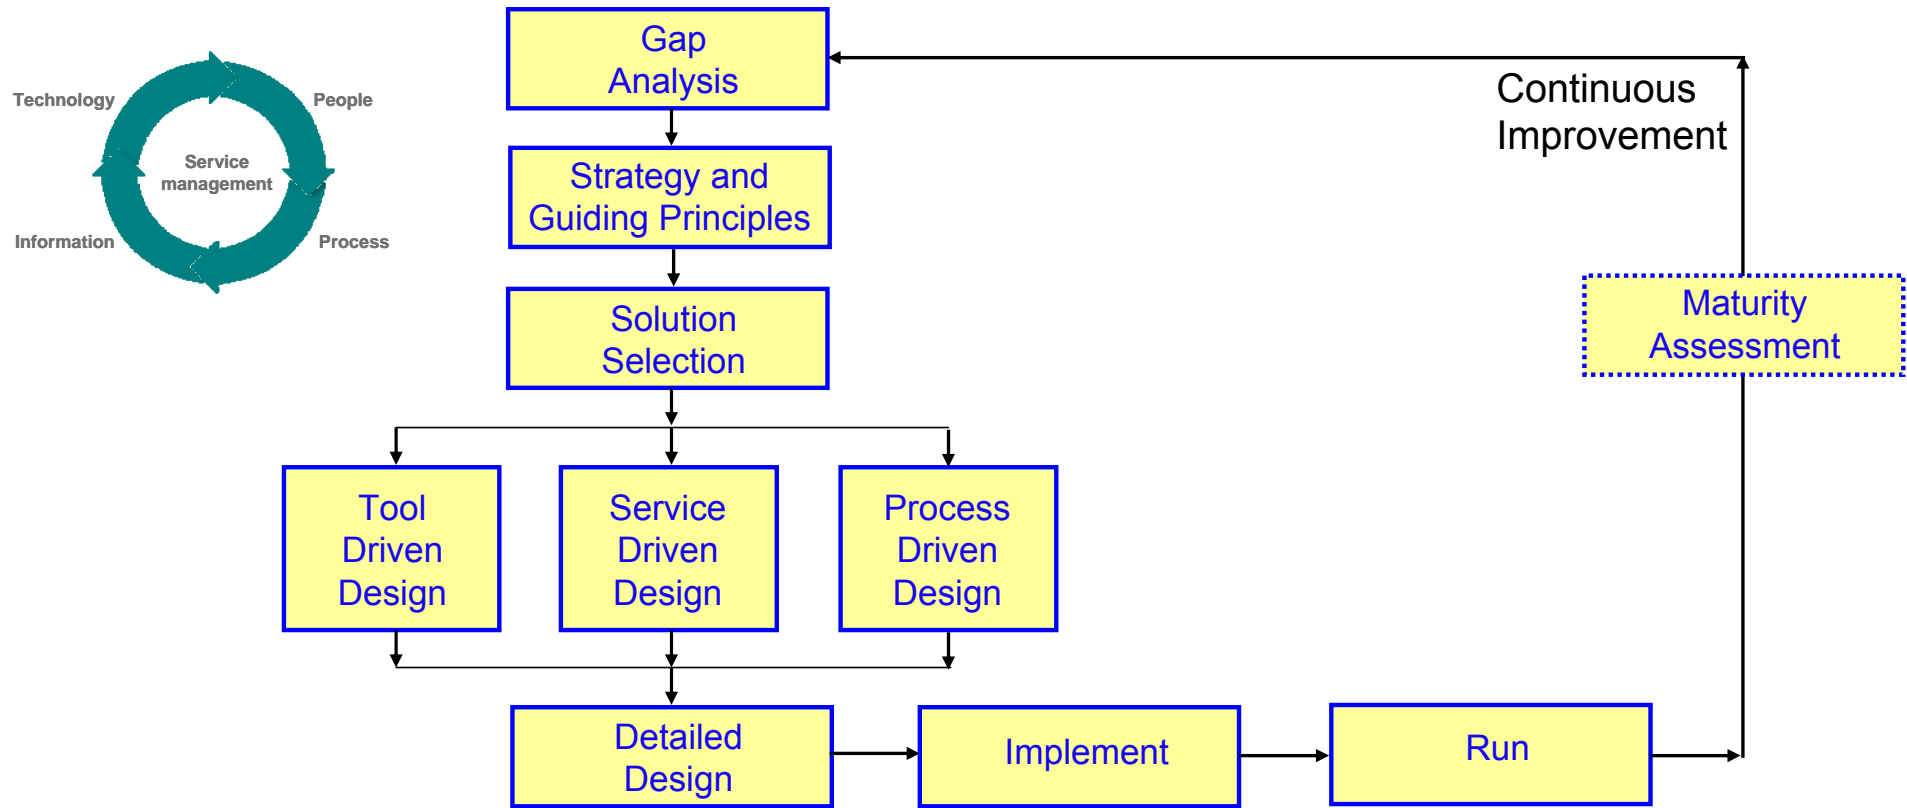 Technology
People
Service
management
Information
Process
Gap
Analysis
Strategy and
Guiding Principles
Solution
Selection
Continuous
Improvement
Maturity
Assessment
Tool
Driven
Design
Service
Driven
Design
Process
Driven
Design
Detailed
Design
Implement
Run